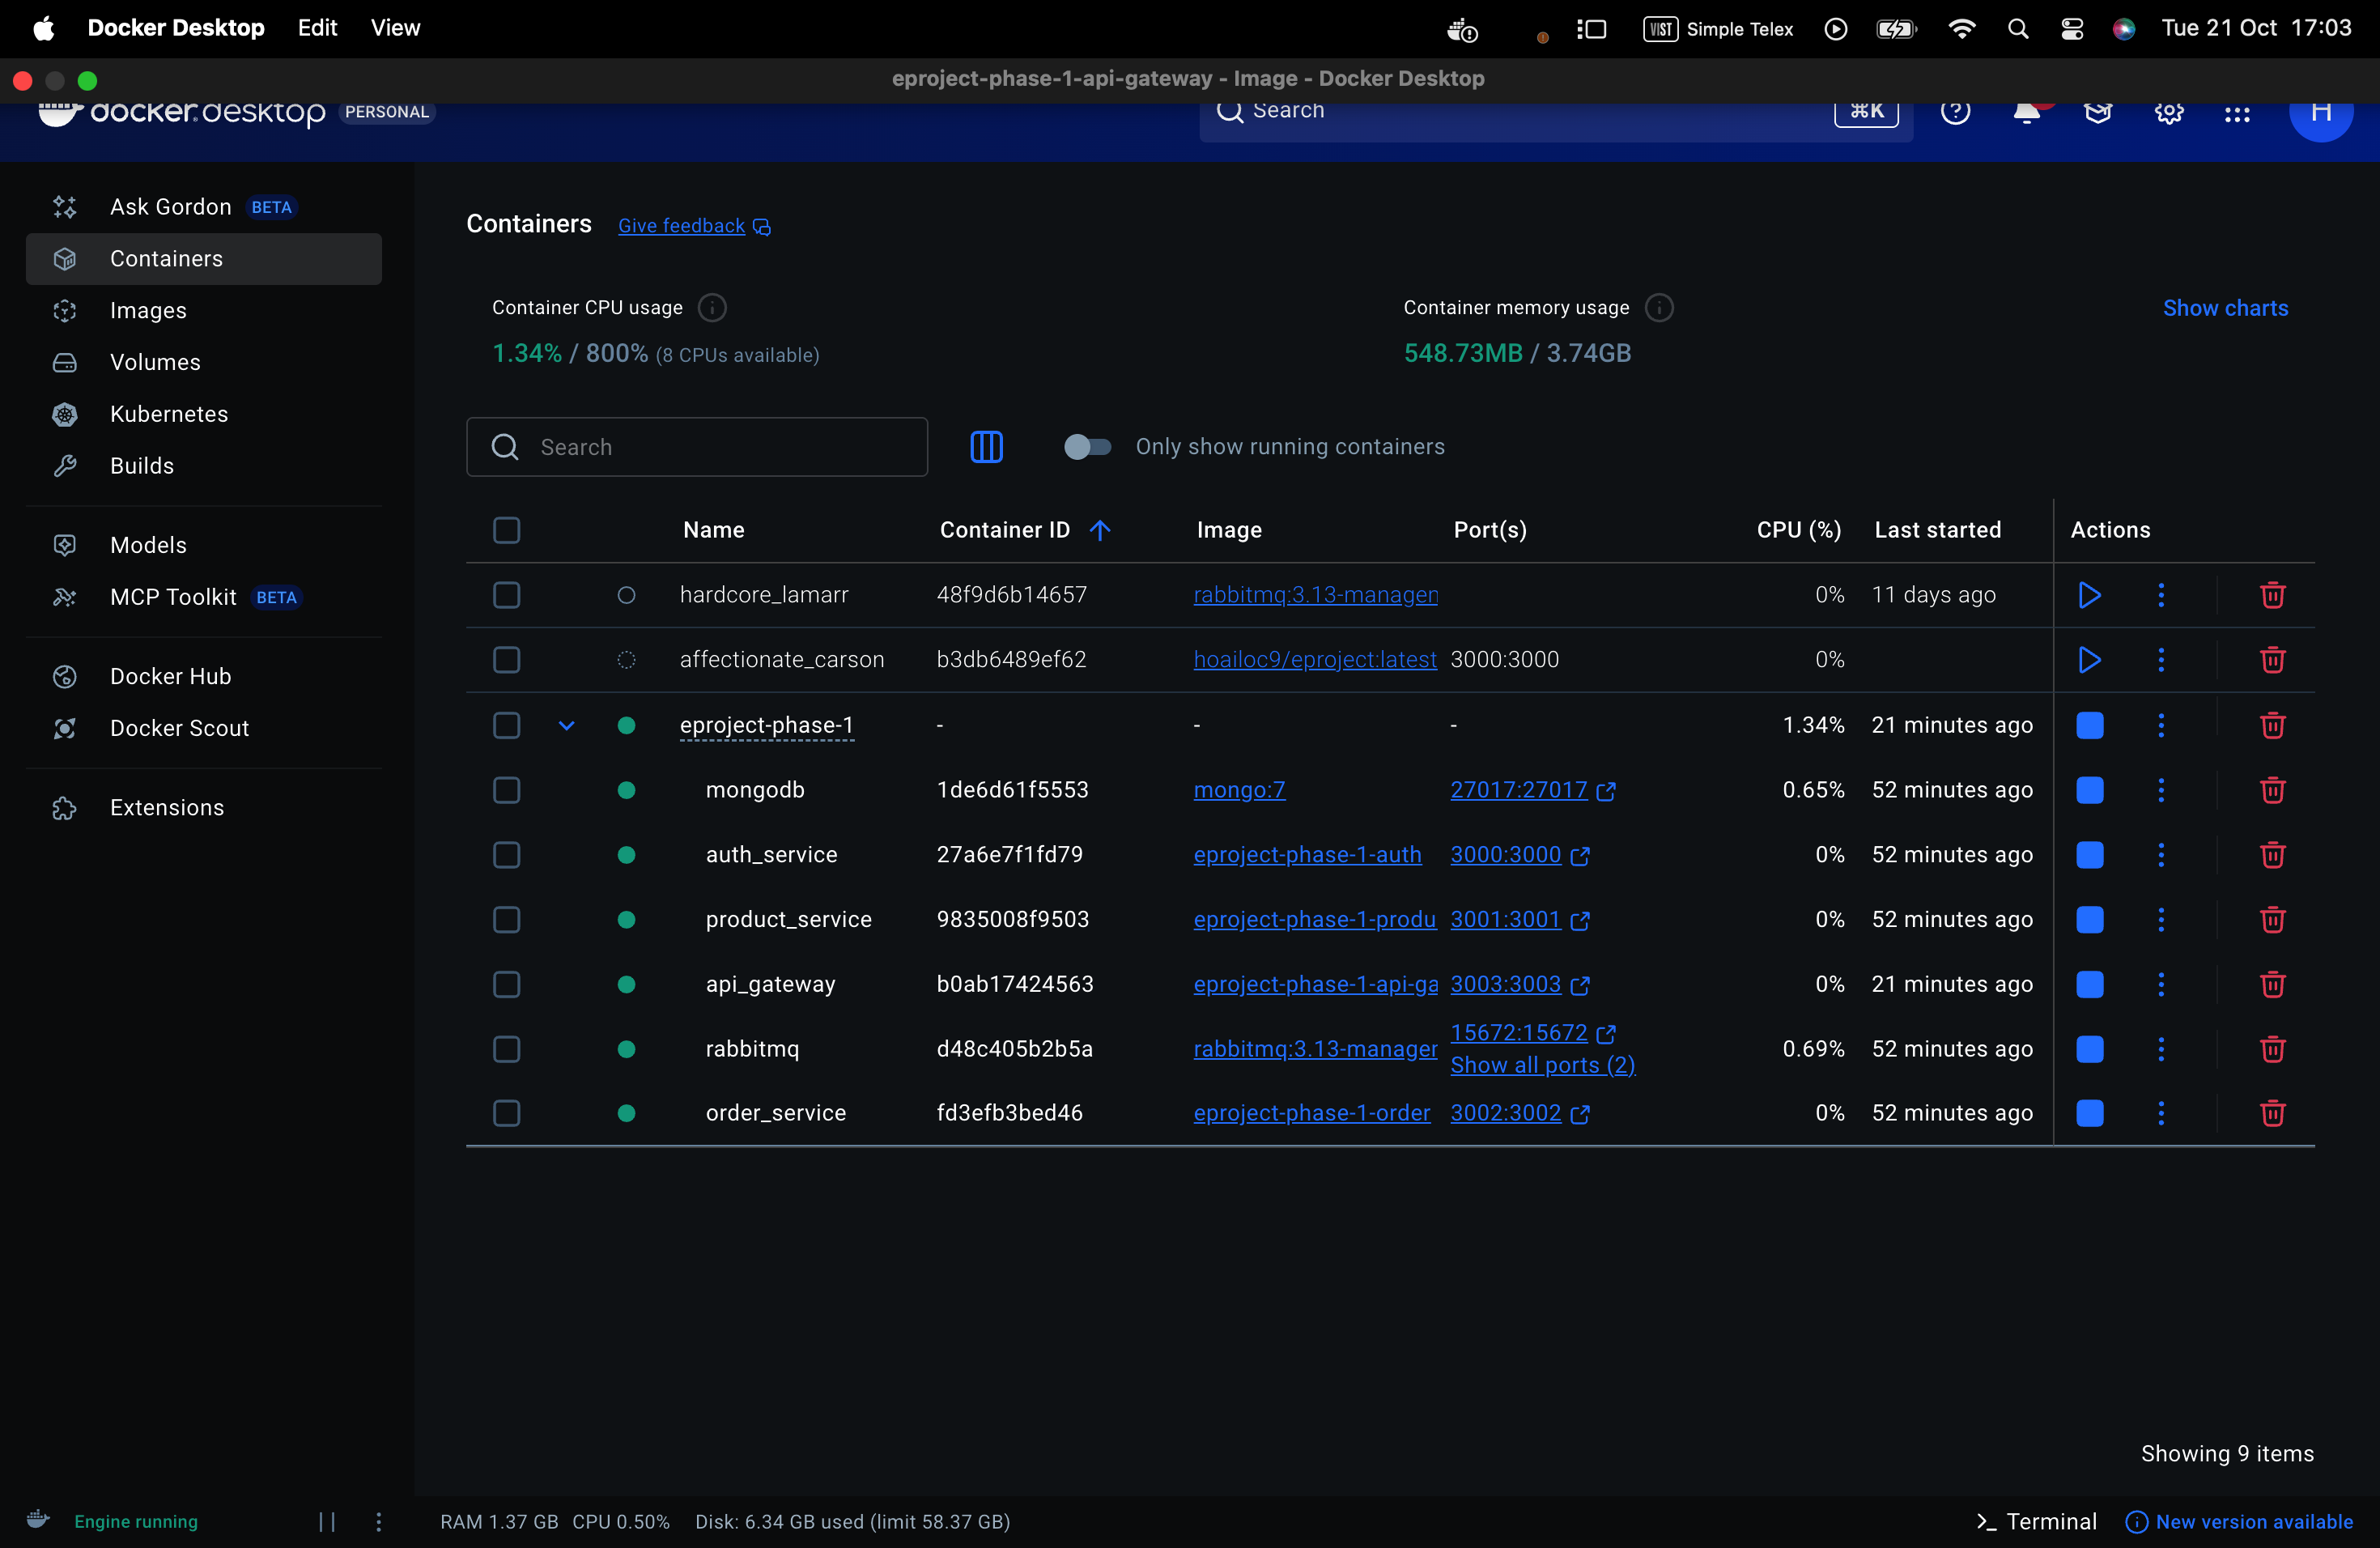 Docker Desktop Edit View VIST Simple Telex Tue 21 Oct 17:03
eproject-phase-1-api-gateway - Image - Docker Desktop
docker.desktop PERSONAL Search ⌘K H
Ask Gordon BETA
Containers
Images
Volumes
Kubernetes
Builds
Models
MCP Toolkit BETA
Docker Hub
Docker Scout
Extensions
Containers Give feedback
Container CPU usage Container memory usage Show charts
1.34% / 800% (8 CPUs available) 548.73MB / 3.74GB
Search Only show running containers
Name Container ID Image Port(s) CPU (%) Last started Actions
hardcore_lamarr 48f9d6b14657 rabbitmq:3.13-managen 0% 11 days ago
affectionate_carson b3db6489ef62 hoailoc9/eproject:latest 3000:3000 0%
eproject-phase-1 - - - 1.34% 21 minutes ago
mongodb 1de6d61f5553 mongo:7 27017:27017 0.65% 52 minutes ago
auth_service 27a6e7f1fd79 eproject-phase-1-auth 3000:3000 0% 52 minutes ago
product_service 9835008f9503 eproject-phase-1-produ 3001:3001 0% 52 minutes ago
api_gateway b0ab17424563 eproject-phase-1-api-ga 3003:3003 0% 21 minutes ago
rabbitmq d48c405b2b5a rabbitmq:3.13-manager 15672:15672 0.69% 52 minutes ago
Show all ports (2)
order_service fd3efb3bed46 eproject-phase-1-order 3002:3002 0% 52 minutes ago
Showing 9 items
Engine running RAM 1.37 GB CPU 0.50% Disk: 6.34 GB used (limit 58.37 GB) Terminal New version available